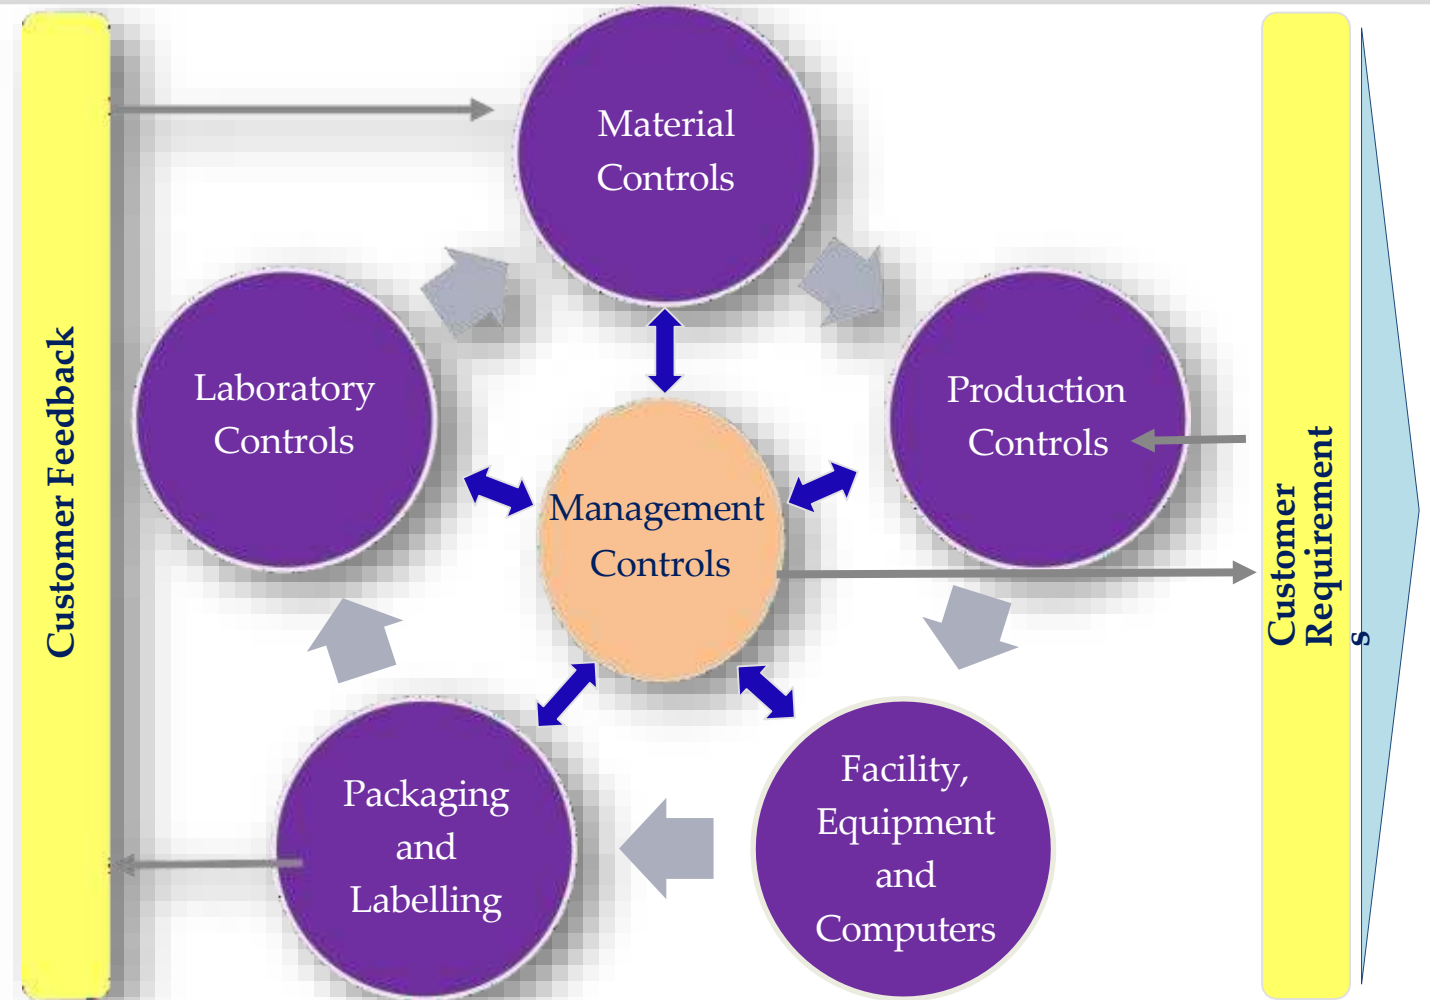 Customer Feedback
Material
Controls
Laboratory
Controls
Production
Controls
Management
Controls
Packaging
and
Labelling
Facility,
Equipment
and
Computers
Customer
Requirement
s